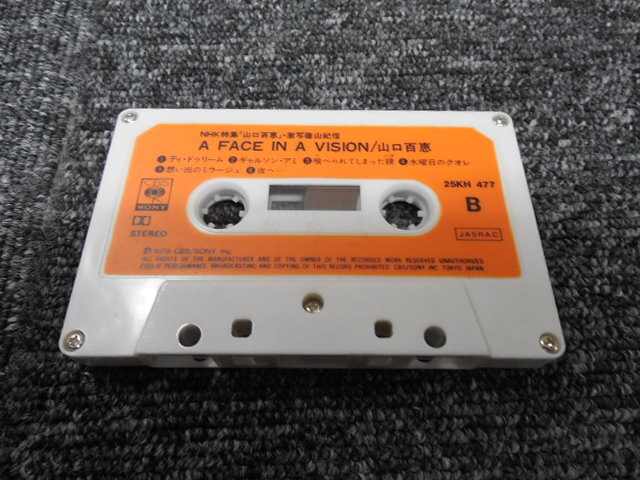 NHK特集「山口百恵」・激写篠山紀信
A FACE IN A VISION/山口百恵
❶ディ・ドゥリーム ❷ギャルソン・アミ ❸喰べられてしまった獏 ❹水曜日のクオレ
❺想い出のミラージュ ❻夜へ…
CBS
SONY
25KH 477
B
STEREO
JASRAC
Ⓟ1979 CBS/SONY Inc.
ALL RIGHTS OF THE MANUFACTURER AND OF THE OWNER OF THE RECORDED WORK RESERVED UNAUTHORIZED
PUBLIC PERFORMANCE BROADCASTING AND COPYING OF THIS RECORD PROHIBITED CBS/SONY INC TOKYO JAPAN